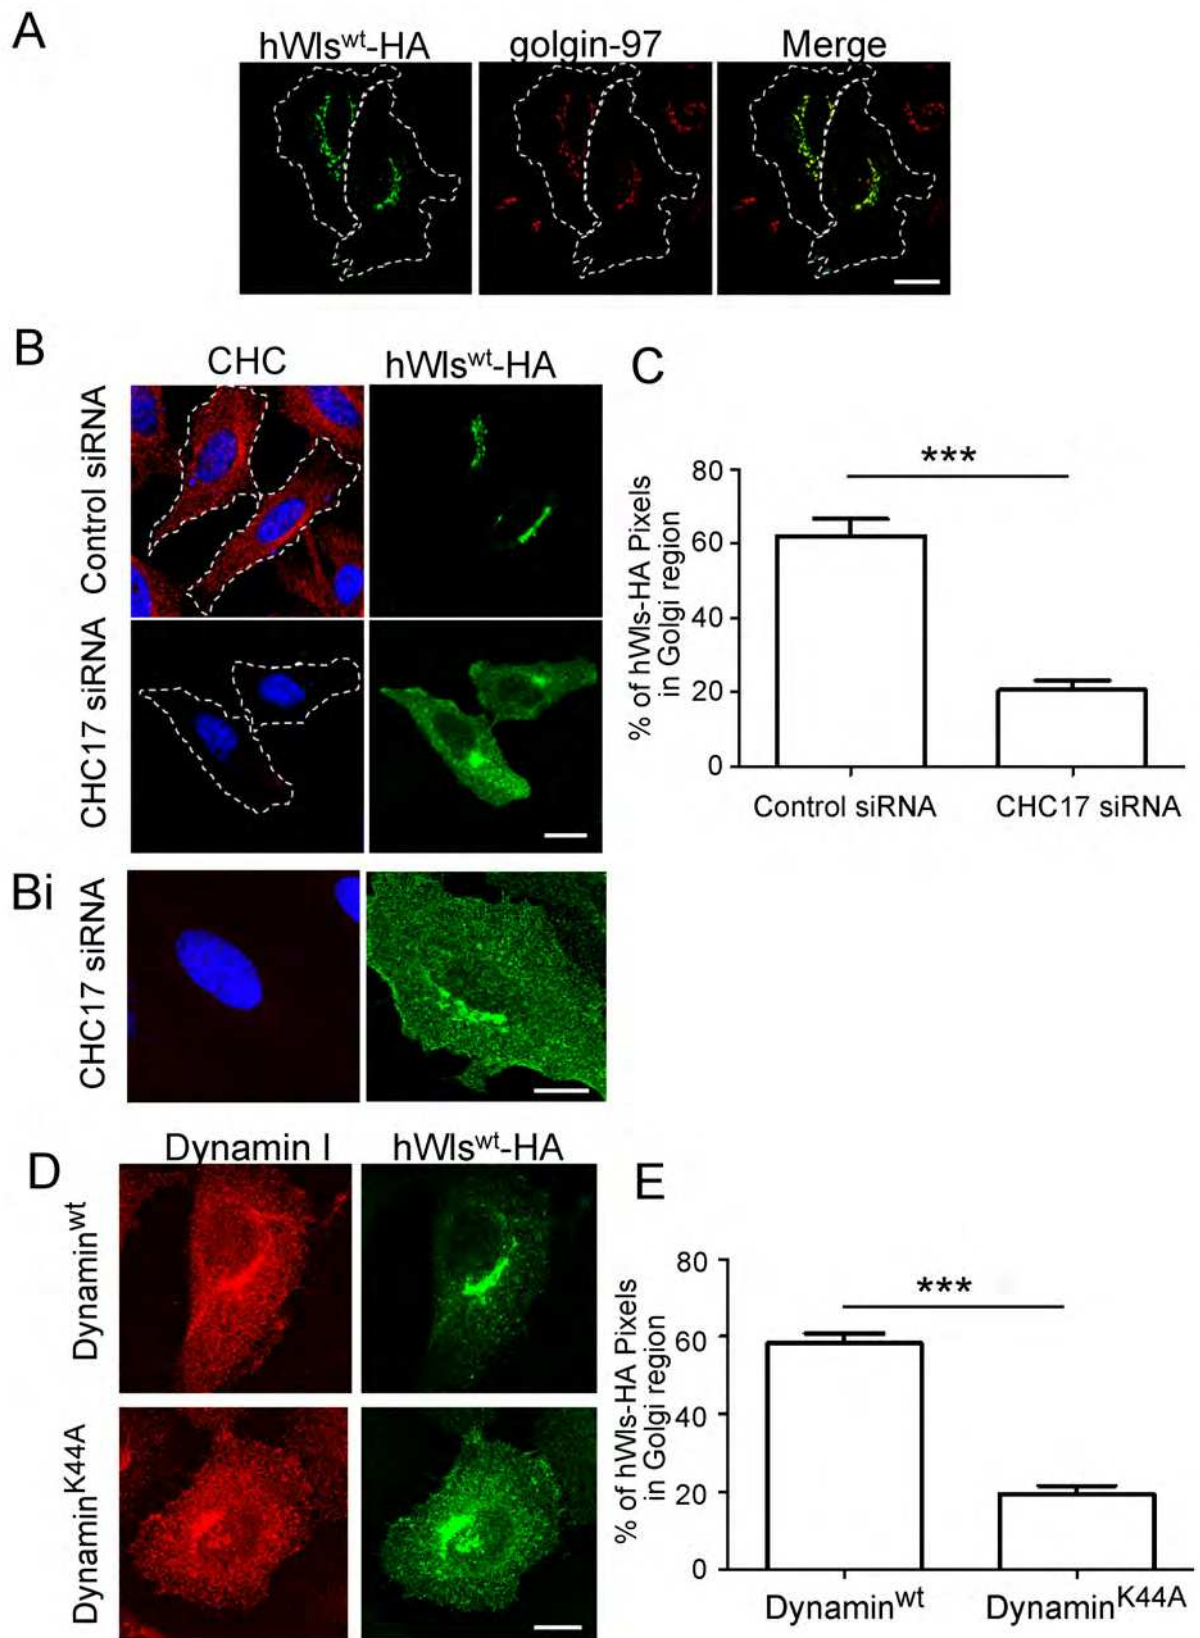 A
hWls^wt-HA golgin-97 Merge
B
CHC hWls^wt-HA
Control siRNA
CHC17 siRNA
C
***
% of hWls-HA Pixels
in Golgi region
80
60
40
20
0
Control siRNA CHC17 siRNA
Bi
CHC17 siRNA
D
Dynamin I hWls^wt-HA
Dynamin^wt
Dynamin^K44A
E
***
% of hWls-HA Pixels
in Golgi region
80
60
40
20
0
Dynamin^wt Dynamin^K44A